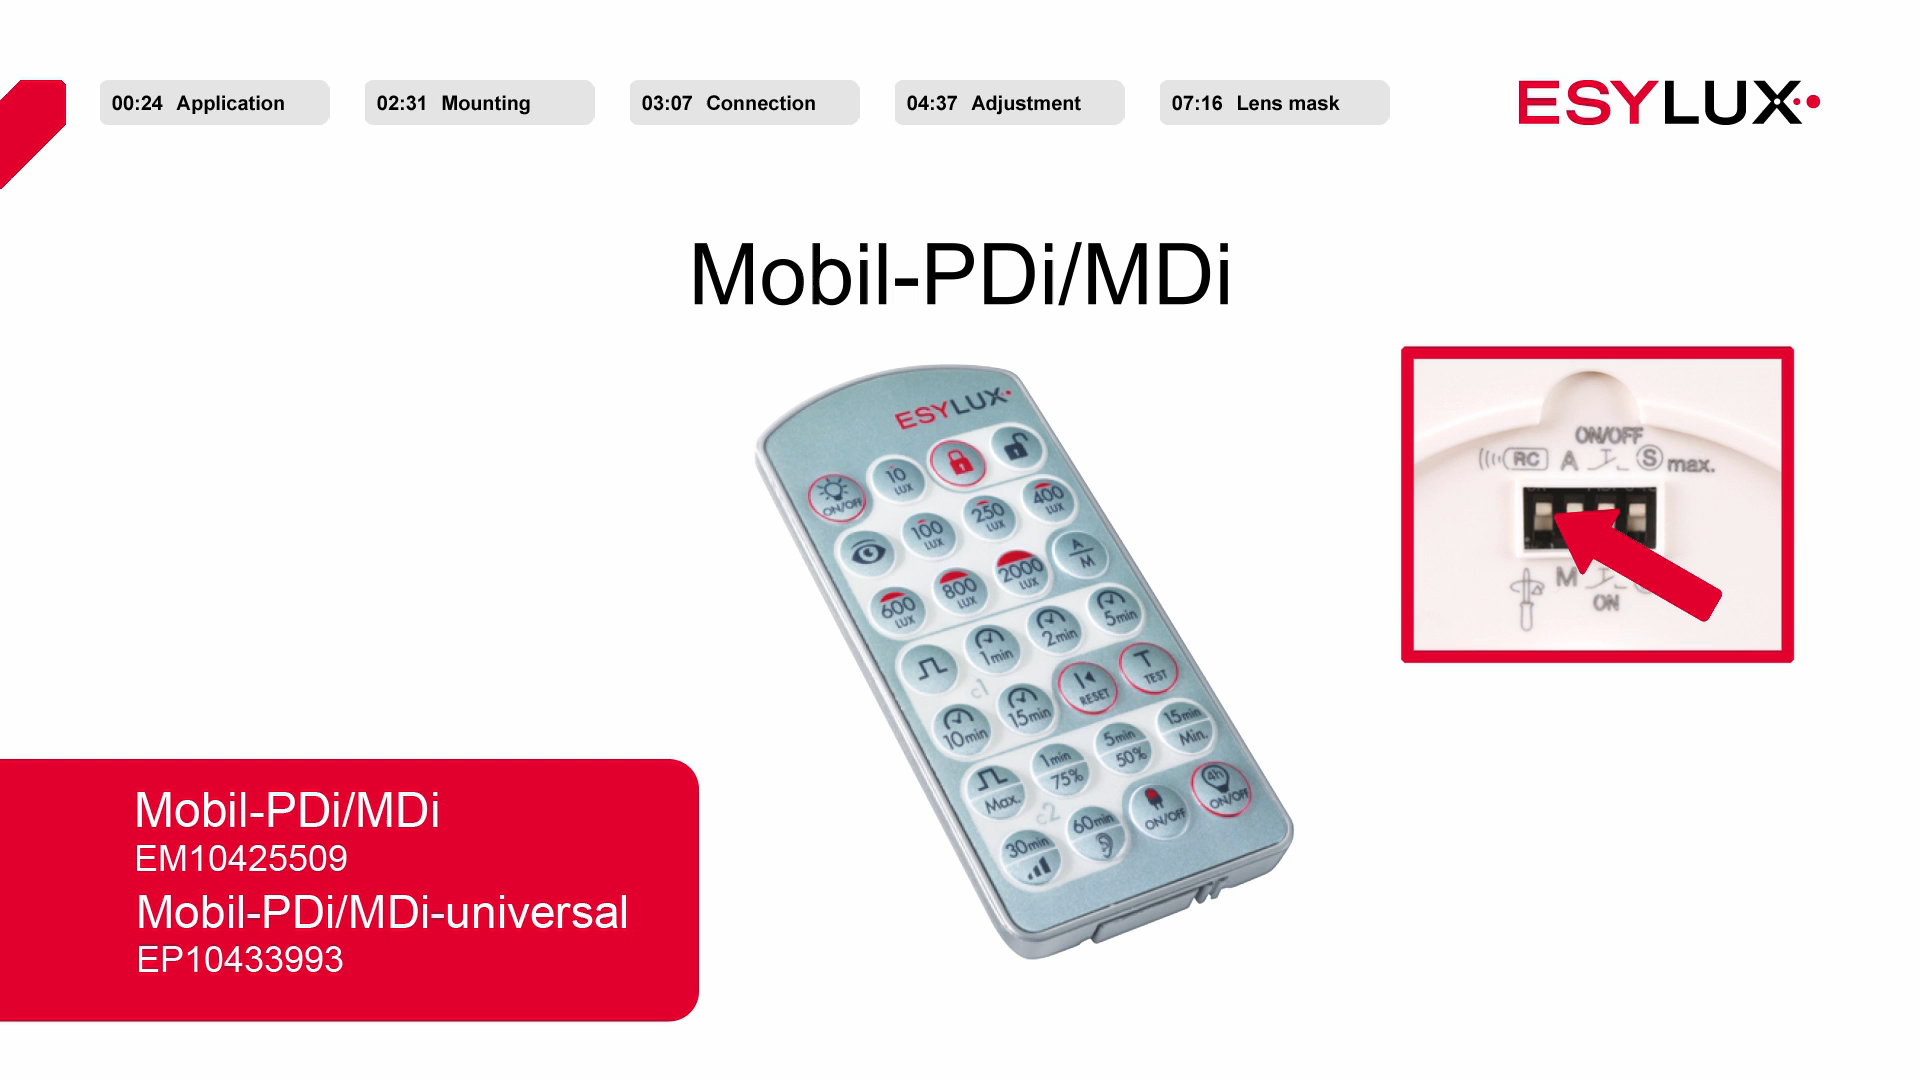 00:24 Application
02:31 Mounting
03:07 Connection
04:37 Adjustment
07:16 Lens mask
ESYLUX
Mobil-PDi/MDi
ESYLUX
ON/OFF
10 LUX
100 LUX
250 LUX
400 LUX
600 LUX
800 LUX
2000 LUX
A/M
1min
2min
5min
c1
10min
15min
RESET
T TEST
Max.
1min 75%
5min 50%
15min Min.
c2
30min
60min
ON/OFF
4h ON/OFF
ON/OFF
RC A S max.
M
ON
Mobil-PDi/MDi
EM10425509
Mobil-PDi/MDi-universal
EP10433993